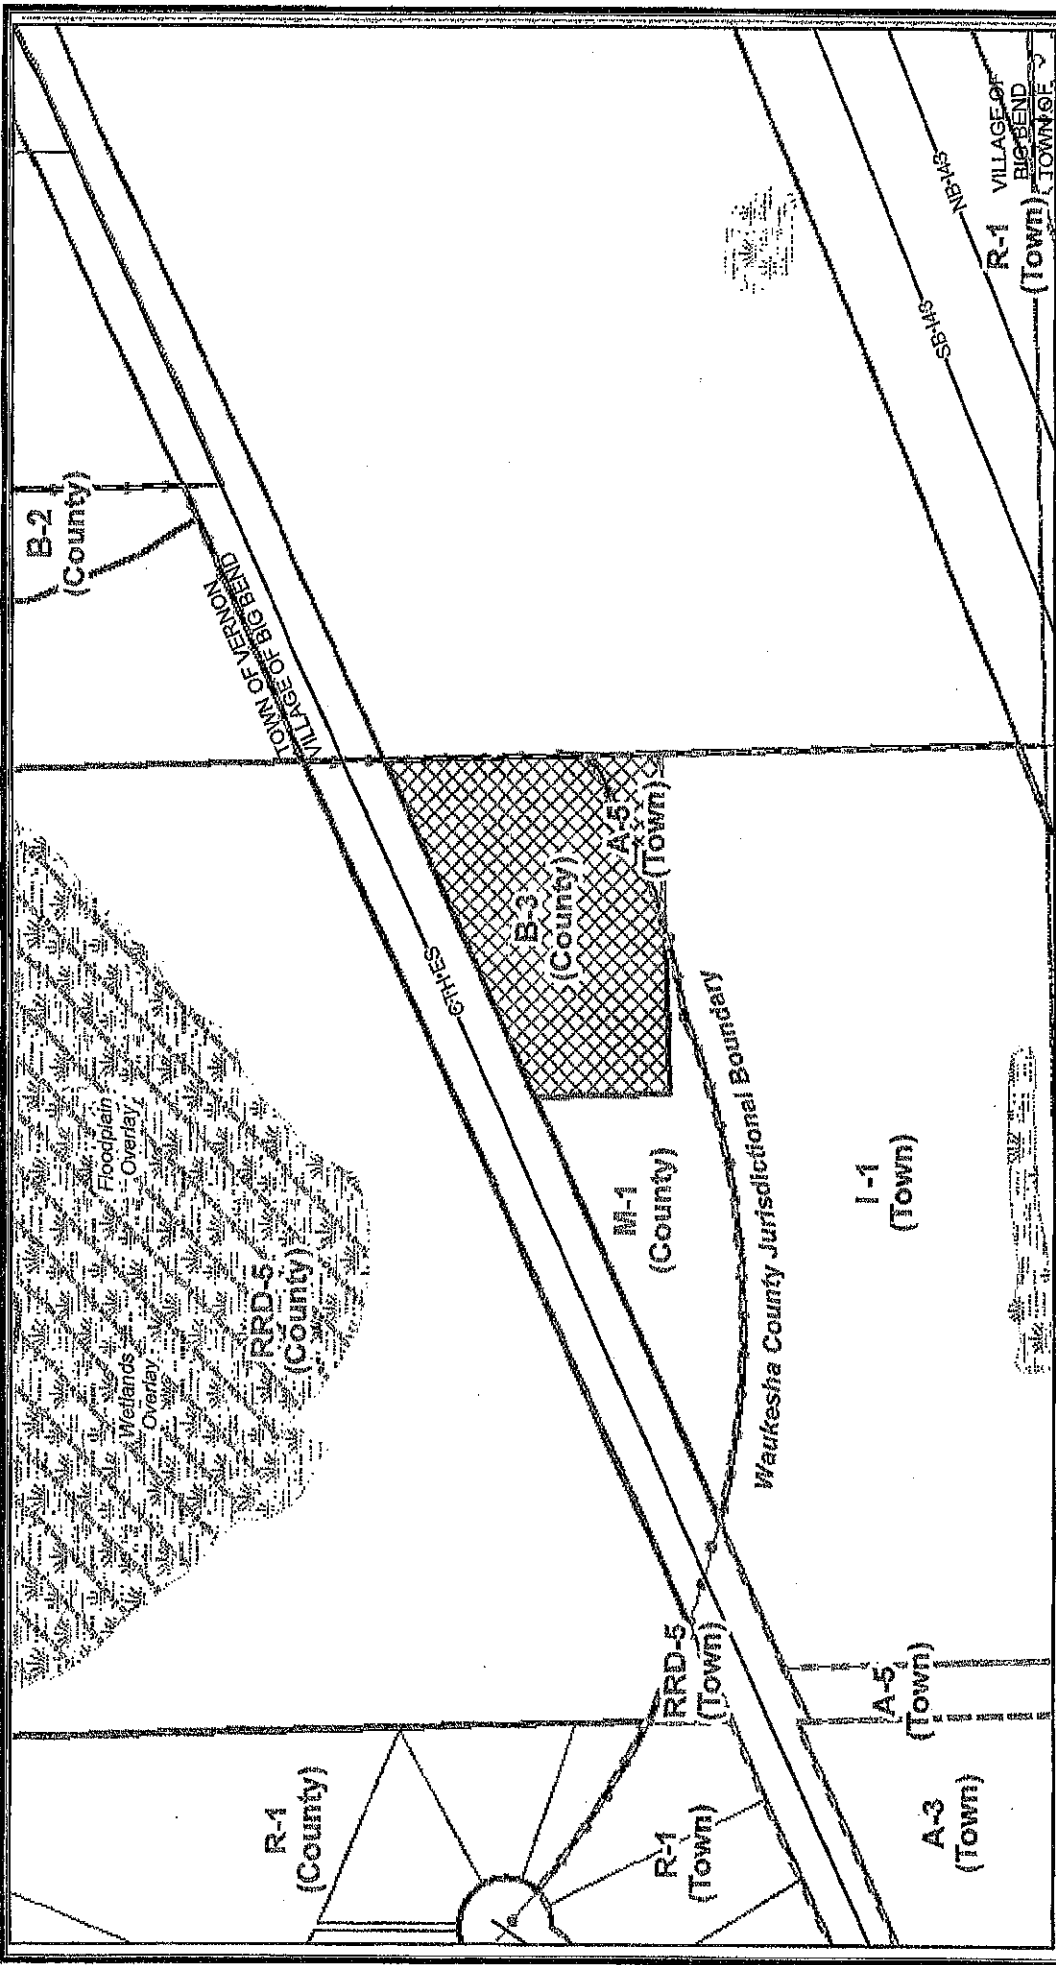 R-1
(County)
Wetlands
Overlay
Floodplain
Overlay
RRD-5
(County)
B-2
(County)
TOWN OF VERNON
VILLAGE OF BIG BEND
CTH ES
R-1
(Town)
RRD-5
(Town)
M-1
(County)
B-3
(County)
A-5
(Town)
Waukesha County Jurisdictional Boundary
A-3
(Town)
A-5
(Town)
I-1
(Town)
SB-I43
NB-I43
R-1
(Town)
VILLAGE OF
BIG BEND
TOWN OF